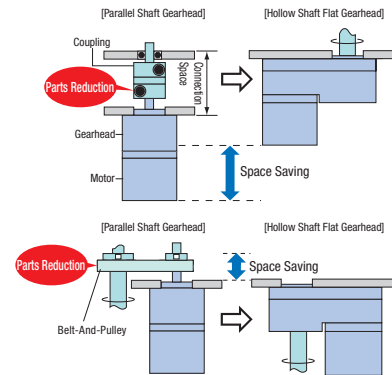 [Parallel Shaft Gearhead]
[Hollow Shaft Flat Gearhead]
Coupling
Connection
Space
Parts Reduction
Gearhead
Motor
Space Saving
[Parallel Shaft Gearhead]
[Hollow Shaft Flat Gearhead]
Parts Reduction
Space Saving
Belt-And-Pulley